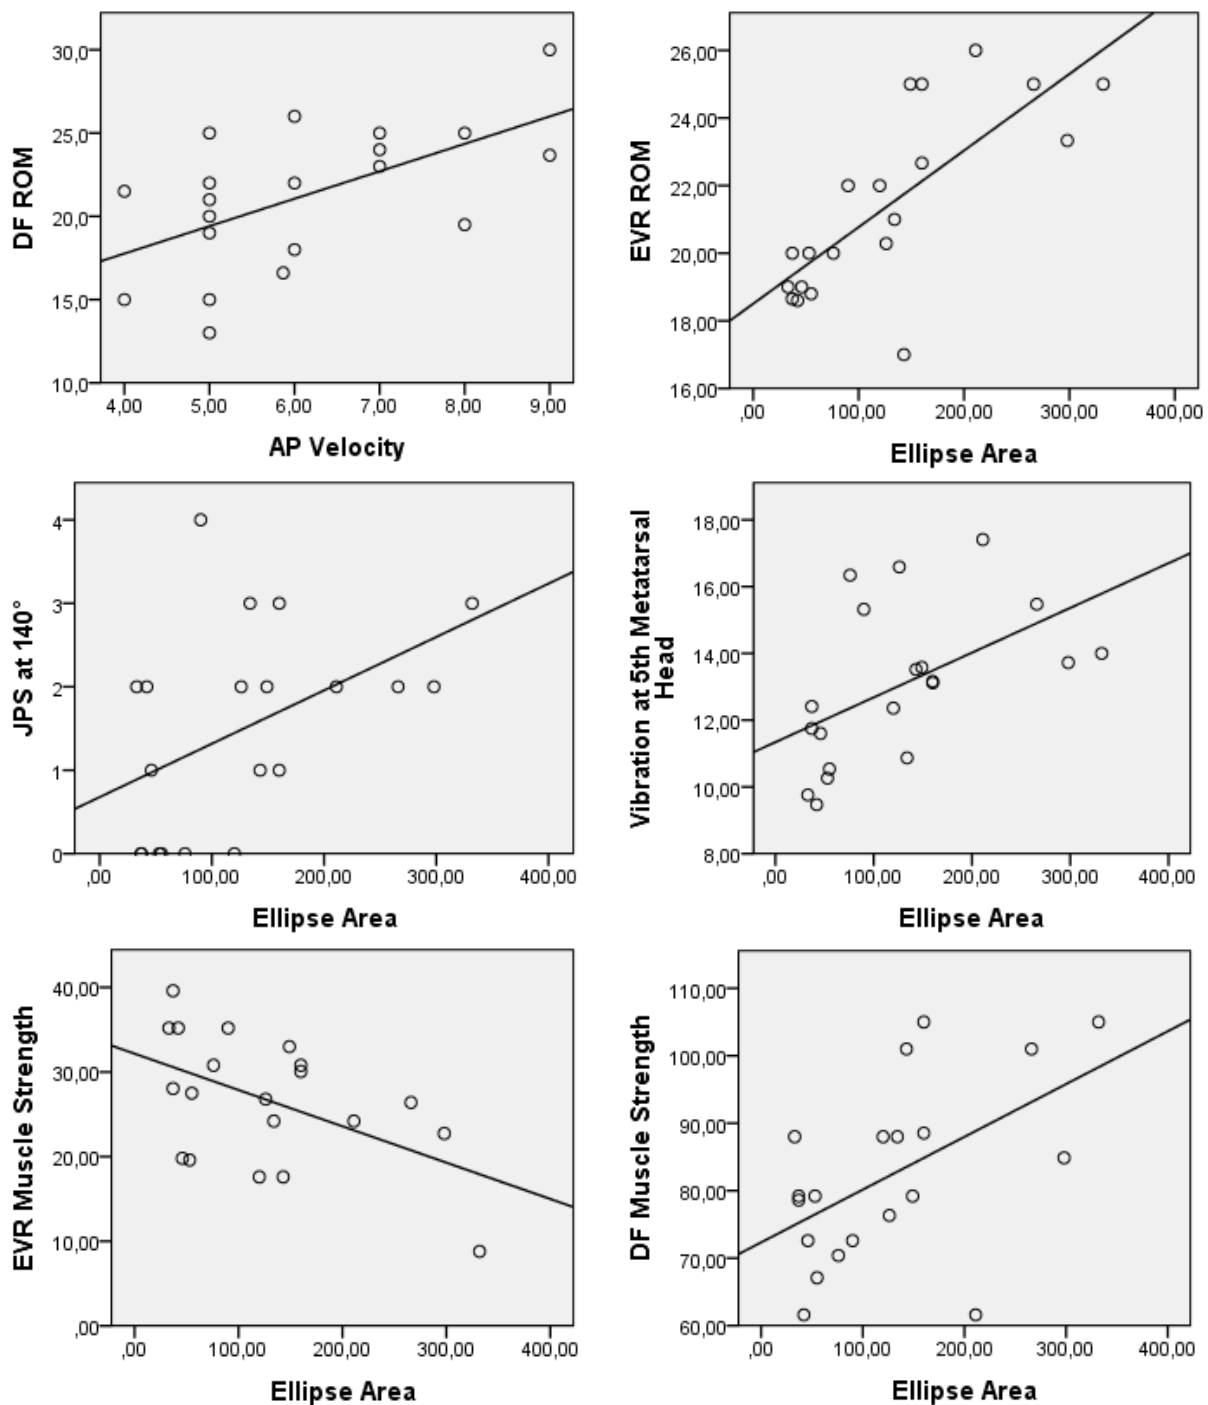 30,0
25,0
20,0
15,0
10,0
DF ROM
4,00 5,00 6,00 7,00 8,00 9,00
AP Velocity
26,00
24,00
22,00
20,00
18,00
16,00
EVR ROM
,00 100,00 200,00 300,00 400,00
Ellipse Area
4
3
2
1
0
JPS at 140°
,00 100,00 200,00 300,00 400,00
Ellipse Area
18,00
16,00
14,00
12,00
10,00
8,00
Vibration at 5th Metatarsal
Head
,00 100,00 200,00 300,00 400,00
Ellipse Area
40,00
30,00
20,00
10,00
,00
EVR Muscle Strength
,00 100,00 200,00 300,00 400,00
Ellipse Area
110,00
100,00
90,00
80,00
70,00
60,00
DF Muscle Strength
,00 100,00 200,00 300,00 400,00
Ellipse Area